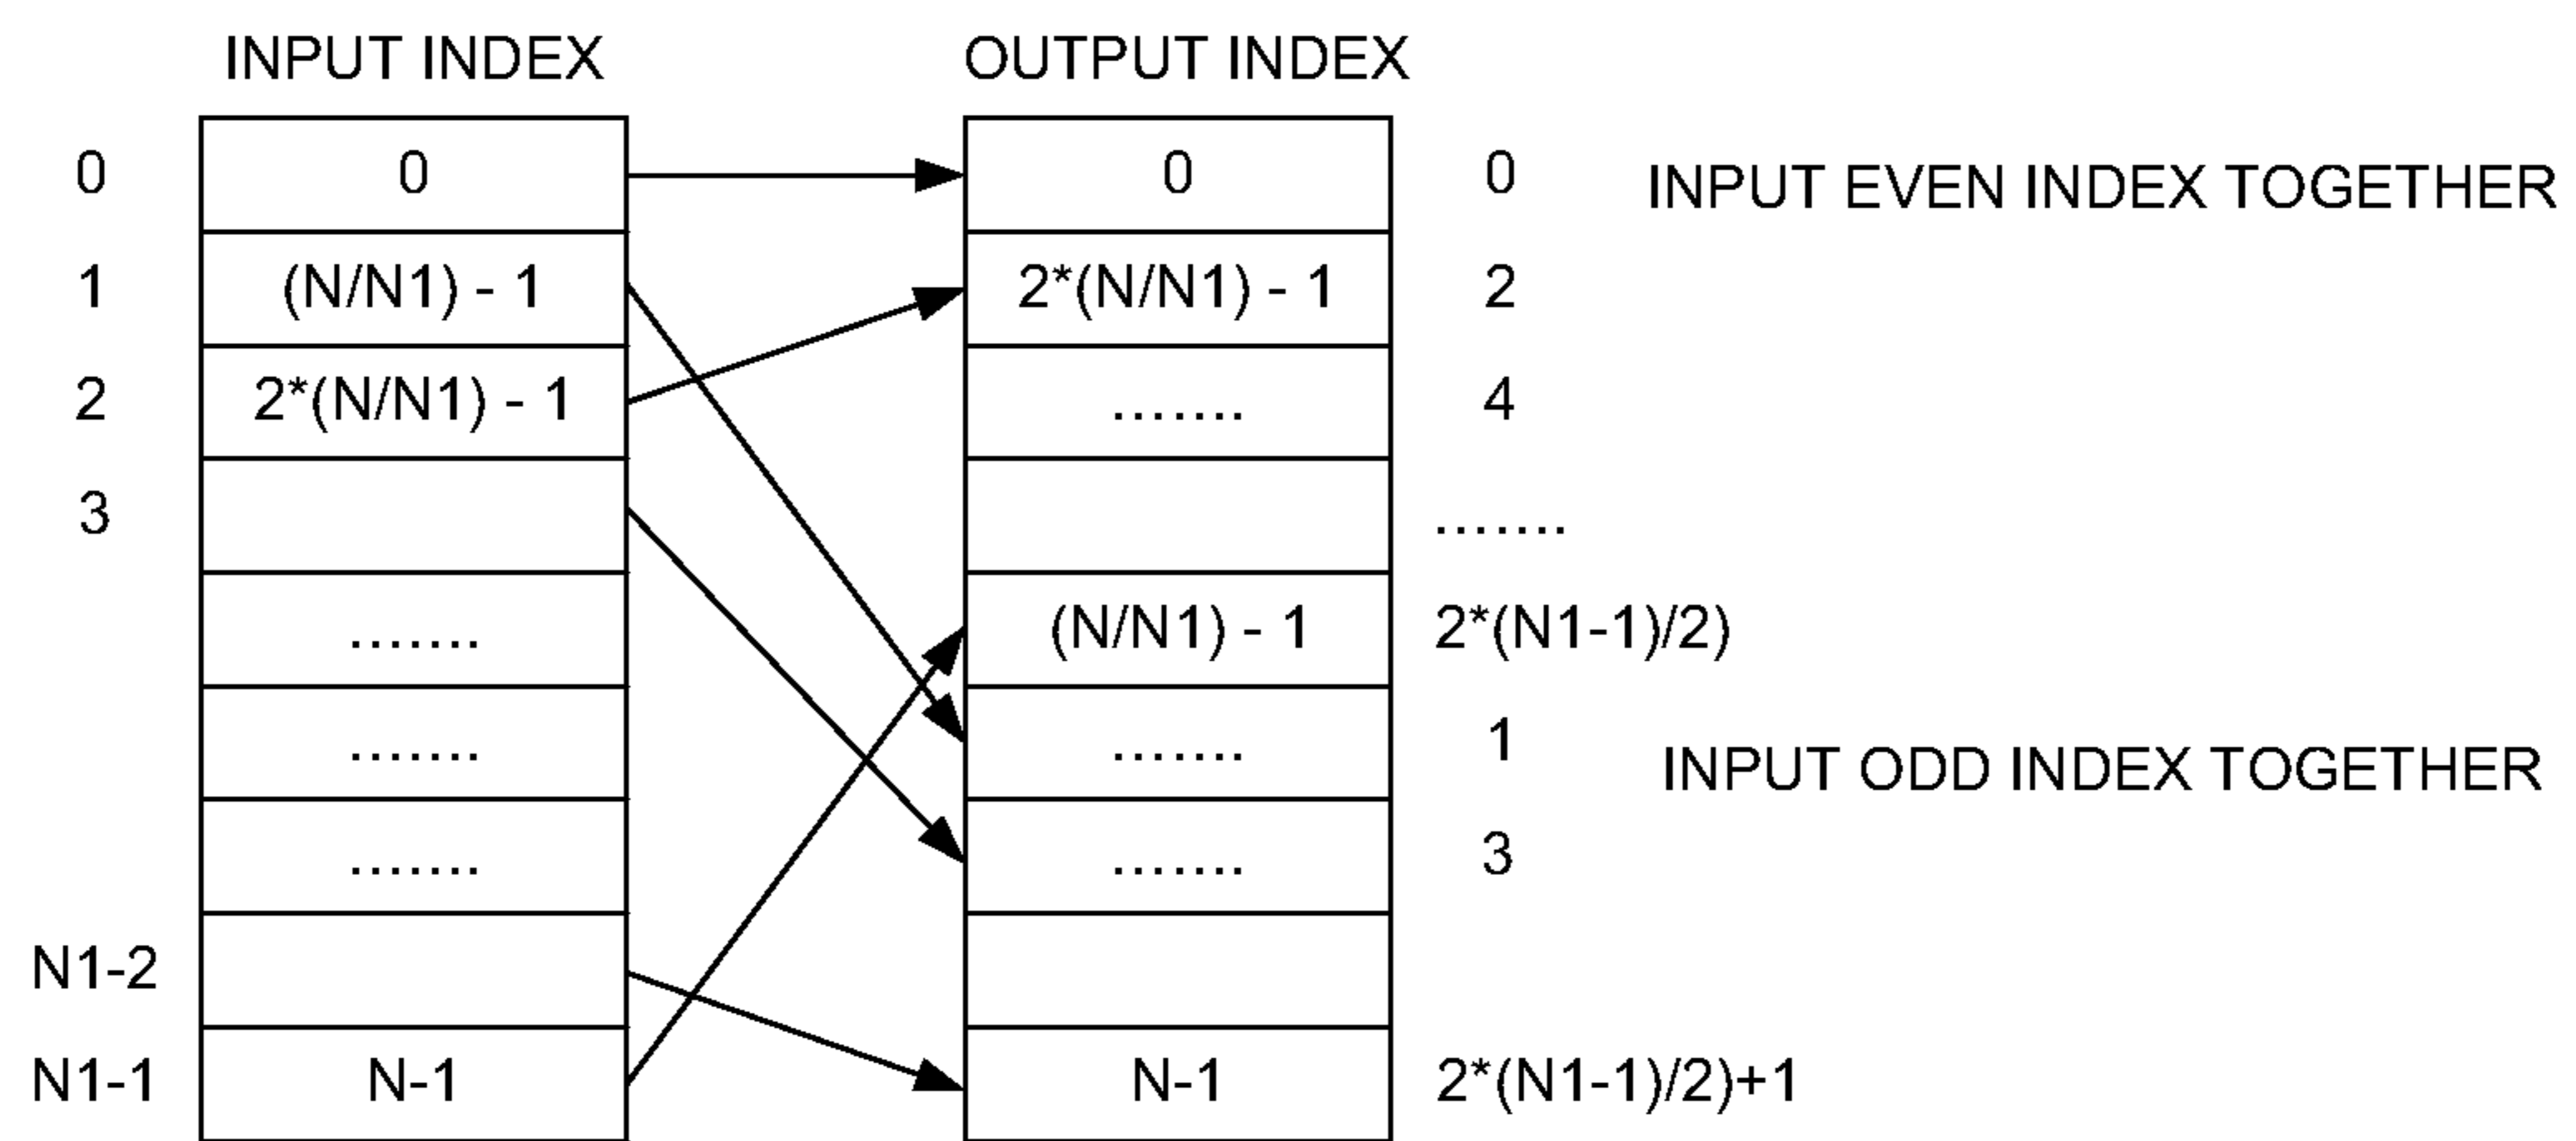 INPUT INDEX OUTPUT INDEX
0 0 0 0 INPUT EVEN INDEX TOGETHER
1 (N/N1) - 1 2*(N/N1) - 1 2
2 2*(N/N1) - 1 ....... 4
3 .......
....... (N/N1) - 1 2*(N1-1)/2)
....... ....... 1 INPUT ODD INDEX TOGETHER
....... ....... 3
N1-2
N1-1 N-1 N-1 2*(N1-1)/2)+1